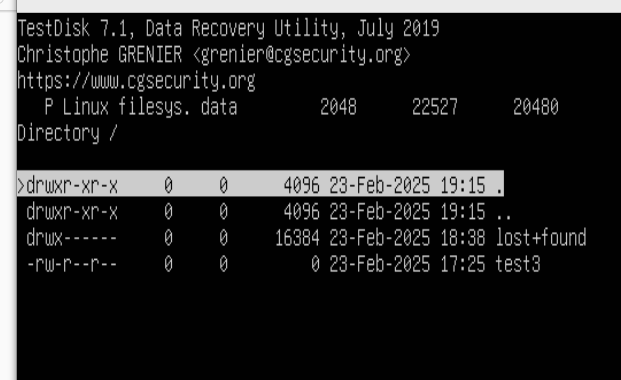 TestDisk 7.1, Data Recovery Utility, July 2019
Christophe GRENIER <grenier@cgsecurity.org>
https://www.cgsecurity.org
P Linux filesys. data 2048 22527 20480
Directory /
>drwxr-xr-x 0 0 4096 23-Feb-2025 19:15 .
drwxr-xr-x 0 0 4096 23-Feb-2025 19:15 ..
drwx------ 0 0 16384 23-Feb-2025 18:38 lost+found
-rw-r--r-- 0 0 0 23-Feb-2025 17:25 test3